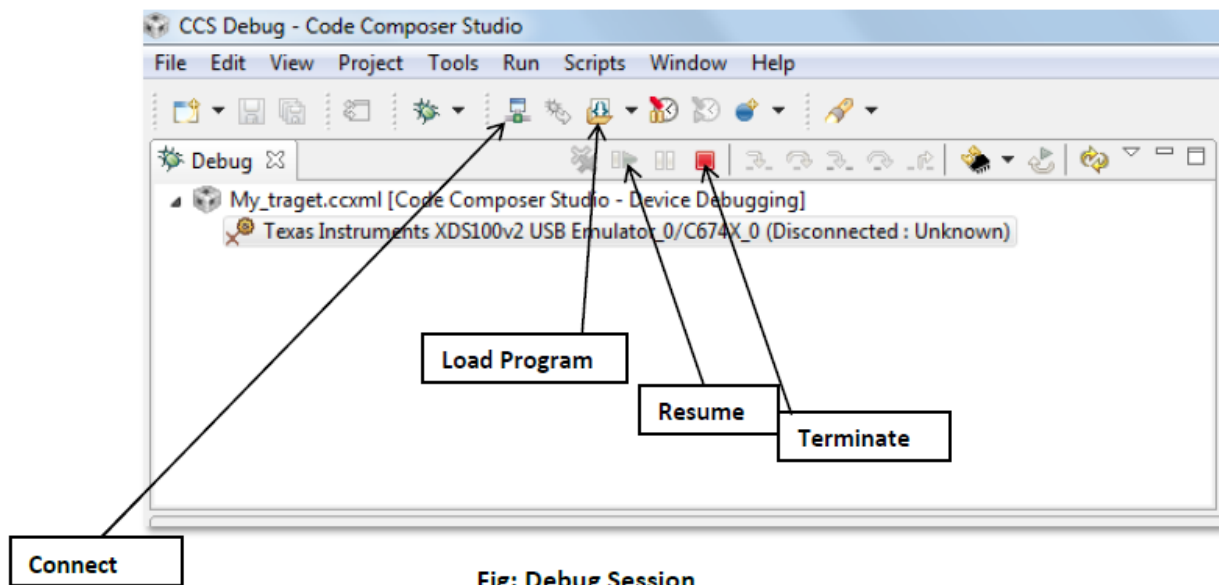 CCS Debug - Code Composer Studio
File Edit View Project Tools Run Scripts Window Help
Debug
My_traget.ccxml [Code Composer Studio - Device Debugging]
Texas Instruments XDS100v2 USB Emulator_0/C674X_0 (Disconnected : Unknown)
Load Program
Resume
Terminate
Connect
Fig: Debug Session